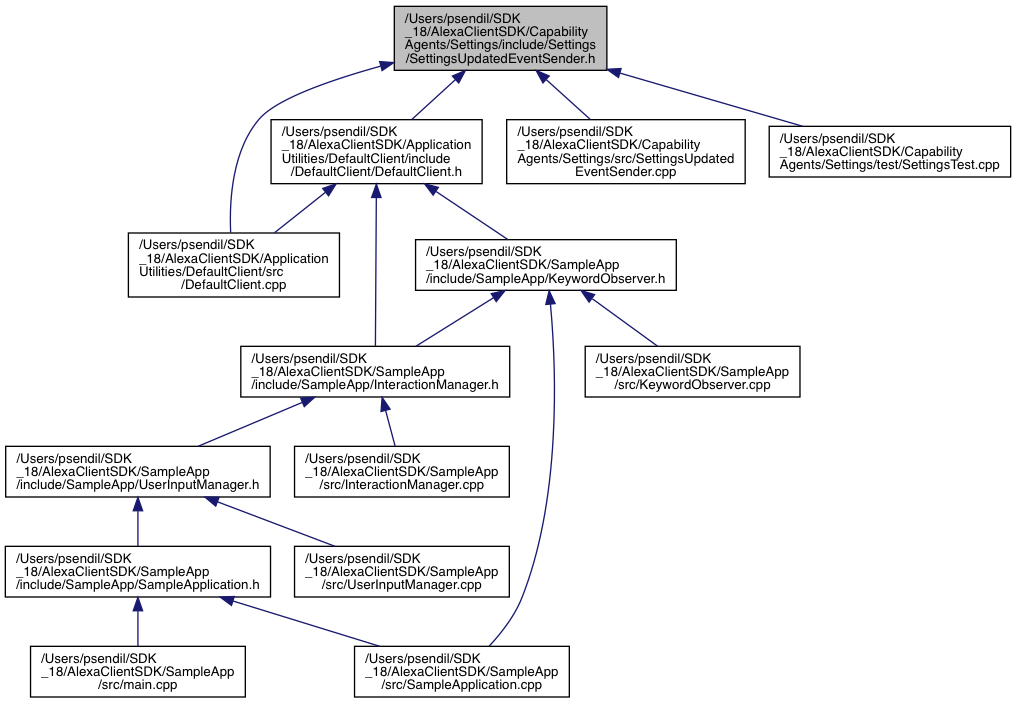 /Users/psendil/SDK
_18/AlexaClientSDK/Capability
Agents/Settings/include/Settings
/SettingsUpdatedEventSender.h
/Users/psendil/SDK
_18/AlexaClientSDK/Application
Utilities/DefaultClient/include
/DefaultClient/DefaultClient.h
/Users/psendil/SDK
_18/AlexaClientSDK/Capability
Agents/Settings/src/SettingsUpdated
EventSender.cpp
/Users/psendil/SDK
_18/AlexaClientSDK/Capability
Agents/Settings/test/SettingsTest.cpp
/Users/psendil/SDK
_18/AlexaClientSDK/Application
Utilities/DefaultClient/src
/DefaultClient.cpp
/Users/psendil/SDK
_18/AlexaClientSDK/SampleApp
/include/SampleApp/KeywordObserver.h
/Users/psendil/SDK
_18/AlexaClientSDK/SampleApp
/include/SampleApp/InteractionManager.h
/Users/psendil/SDK
_18/AlexaClientSDK/SampleApp
/src/KeywordObserver.cpp
/Users/psendil/SDK
_18/AlexaClientSDK/SampleApp
/include/SampleApp/UserInputManager.h
/Users/psendil/SDK
_18/AlexaClientSDK/SampleApp
/src/InteractionManager.cpp
/Users/psendil/SDK
_18/AlexaClientSDK/SampleApp
/include/SampleApp/SampleApplication.h
/Users/psendil/SDK
_18/AlexaClientSDK/SampleApp
/src/UserInputManager.cpp
/Users/psendil/SDK
_18/AlexaClientSDK/SampleApp
/src/main.cpp
/Users/psendil/SDK
_18/AlexaClientSDK/SampleApp
/src/SampleApplication.cpp